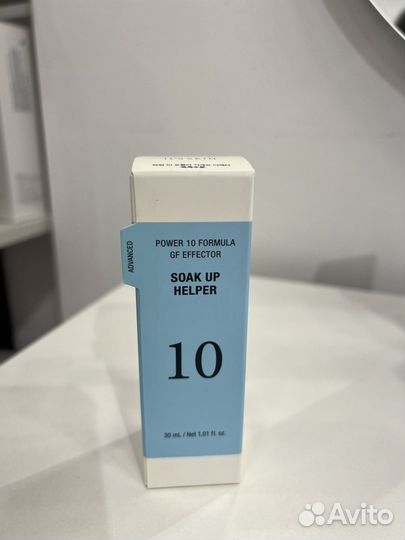 ADVANCED
POWER 10 FORMULA
GF EFFECTOR
SOAK UP
HELPER
10
30 mL / Net 1.01 fl. oz.
Avito